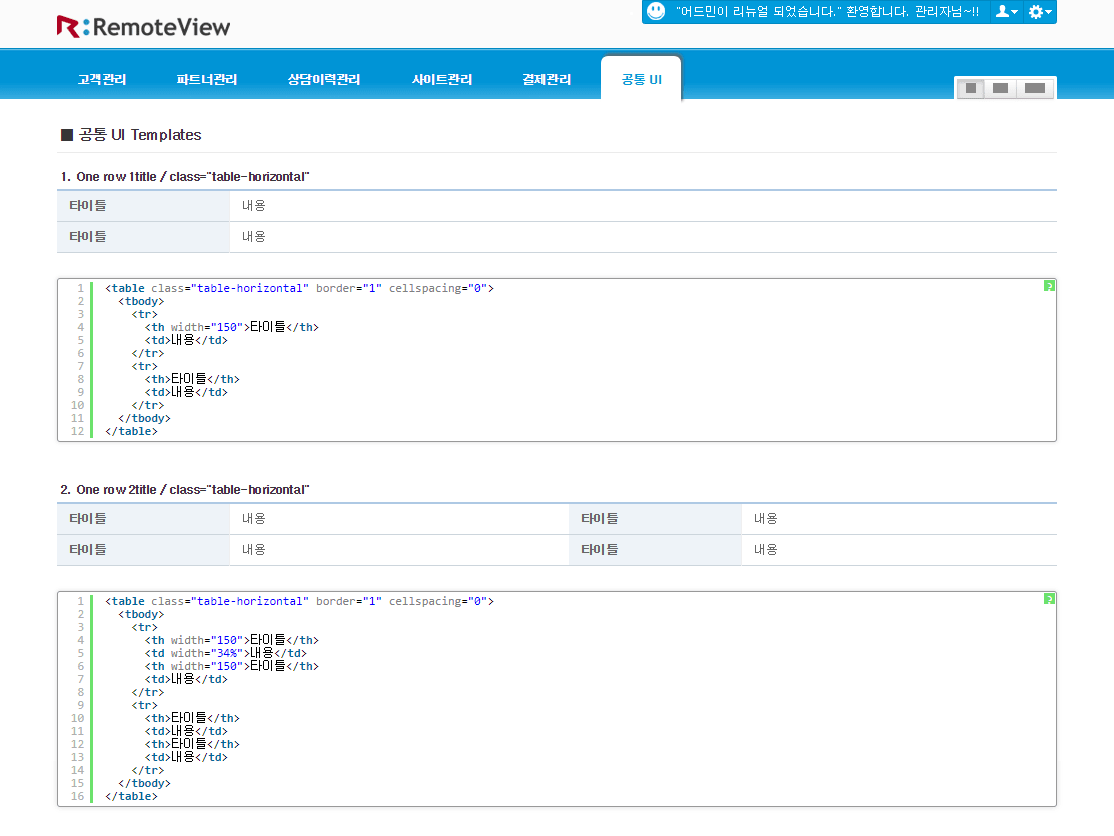 RemoteView
"어드민이 리뉴얼 되었습니다." 환영합니다. 관리자님~!!
고객관리 파트너관리 상담이력관리 사이트관리 결제관리 공통 UI
■ 공통 UI Templates
1. One row 1title / class="table-horizontal"
타이틀 내용
타이틀 내용
?
1 <table class="table-horizontal" border="1" cellspacing="0">
2 <tbody>
3 <tr>
4 <th width="150">타이틀</th>
5 <td>내용</td>
6 </tr>
7 <tr>
8 <th>타이틀</th>
9 <td>내용</td>
10 </tr>
11 </tbody>
12 </table>
2. One row 2title / class="table-horizontal"
타이틀 내용 타이틀 내용
타이틀 내용 타이틀 내용
?
1 <table class="table-horizontal" border="1" cellspacing="0">
2 <tbody>
3 <tr>
4 <th width="150">타이틀</th>
5 <td width="34%">내용</td>
6 <th width="150">타이틀</th>
7 <td>내용</td>
8 </tr>
9 <tr>
10 <th>타이틀</th>
11 <td>내용</td>
12 <th>타이틀</th>
13 <td>내용</td>
14 </tr>
15 </tbody>
16 </table>